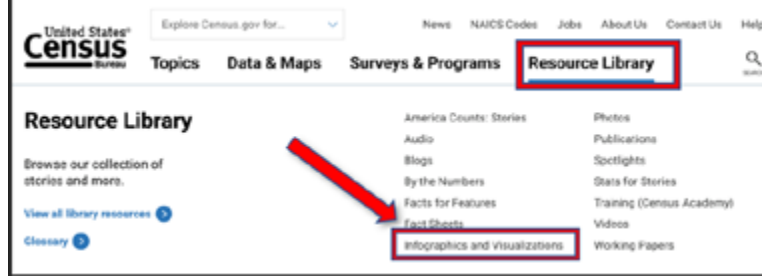 United States®
Census
Bureau
Explore Census.gov for...
News NAICS Codes Jobs About Us Contact Us Help
Topics Data & Maps Surveys & Programs Resource Library
SEARCH
Resource Library
Browse our collection of
stories and more.
View all library resources
Glossary
America Counts: Stories
Audio
Blogs
By the Numbers
Facts for Features
Fact Sheets
Infographics and Visualizations
Photos
Publications
Spotlights
Stats for Stories
Training (Census Academy)
Videos
Working Papers